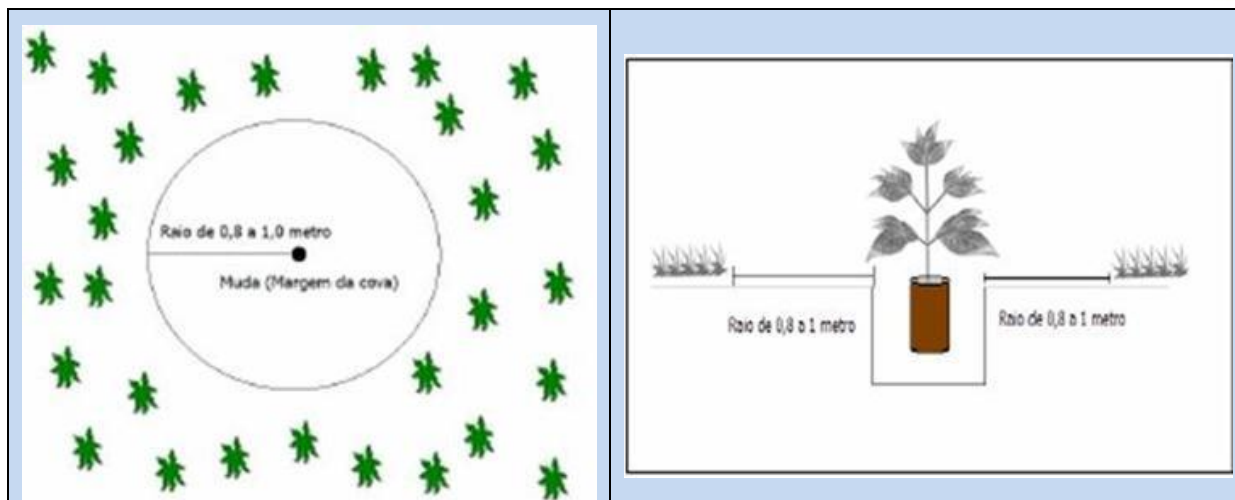 Raio de 0,8 a 1,0 metro
Muda (Margem da cova)
Raio de 0,8 a 1 metro
Raio de 0,8 a 1 metro